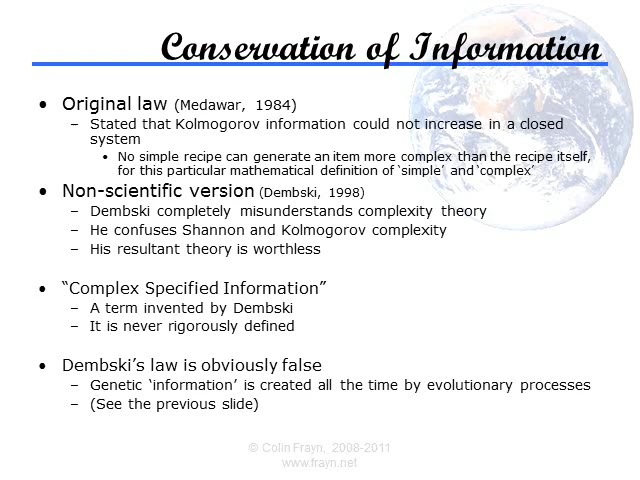 Conservation of Information
• Original law (Medawar, 1984)
– Stated that Kolmogorov information could not increase in a closed
system
• No simple recipe can generate an item more complex than the recipe itself,
for this particular mathematical definition of ‘simple’ and ‘complex’
• Non-scientific version (Dembski, 1998)
– Dembski completely misunderstands complexity theory
– He confuses Shannon and Kolmogorov complexity
– His resultant theory is worthless
• “Complex Specified Information”
– A term invented by Dembski
– It is never rigorously defined
• Dembski’s law is obviously false
– Genetic ‘information’ is created all the time by evolutionary processes
– (See the previous slide)
© Colin Frayn, 2008-2011
www.frayn.net